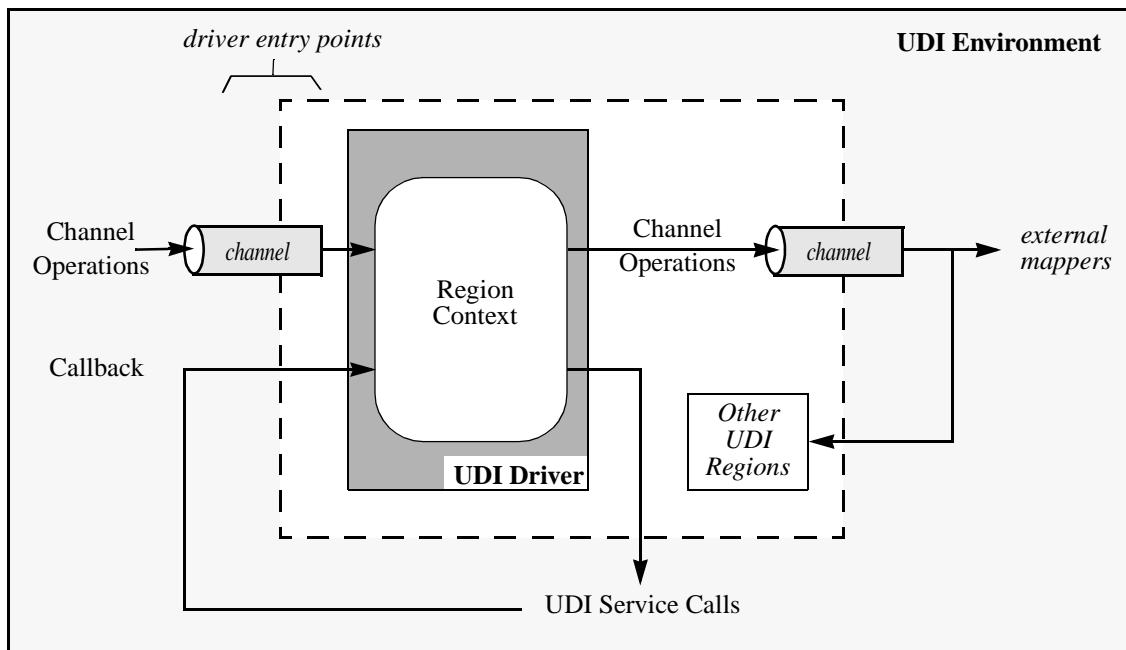 driver entry points
UDI Environment
Channel
Operations
channel
Channel
Operations
channel
external
mappers
Region
Context
Callback
Other
UDI
Regions
UDI Driver
UDI Service Calls